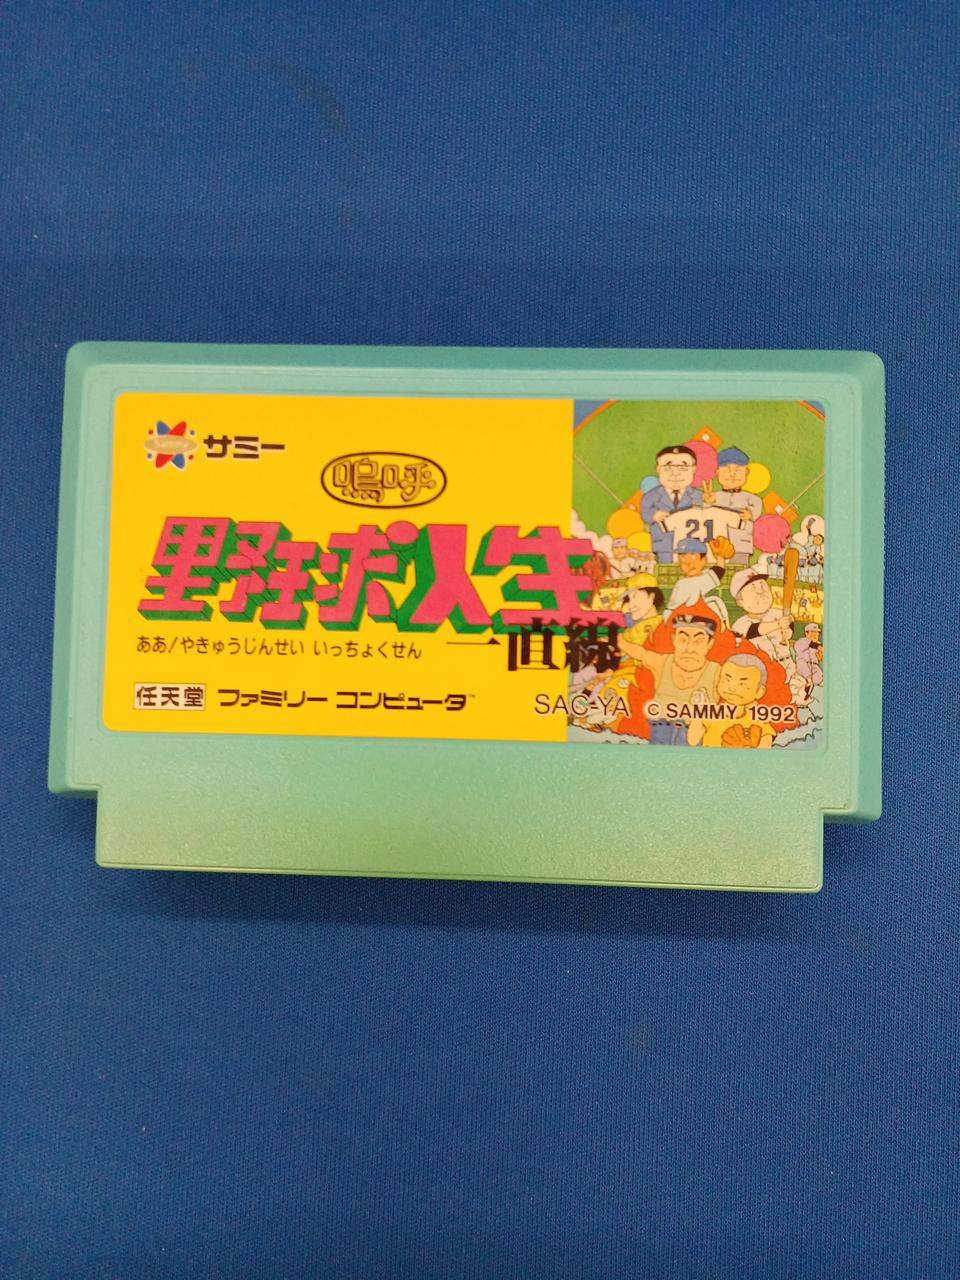 Sammy
サミー
嗚呼
野球人生
一直線
ああ!やきゅうじんせい いっちょくせん
任天堂 ファミリー コンピュータ™
SAC-YA © SAMMY 1992
21